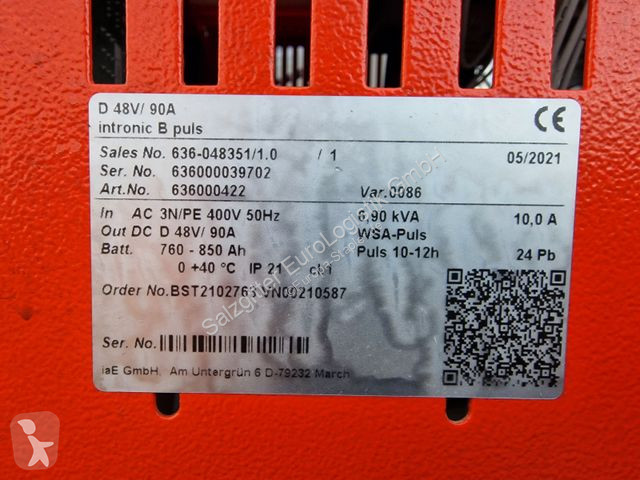 D 48V/ 90A
intronic B puls
CE
Sales No. 636-048351/1.0 / 1 05/2021
Ser. No. 636000039702
Art.No. 636000422 Var.0086
In AC 3N/PE 400V 50Hz 6,90 kVA 10,0 A
Out DC D 48V/ 90A WSA-Puls
Batt. 760 - 850 Ah Puls 10-12h 24 Pb
0 +40 °C IP 21
Order No.BST2102763 VN00210587
Ser. No.
iaE GmbH, Am Untergrün 6 D-79232 March
Salzgitter EuroLogistik GmbH